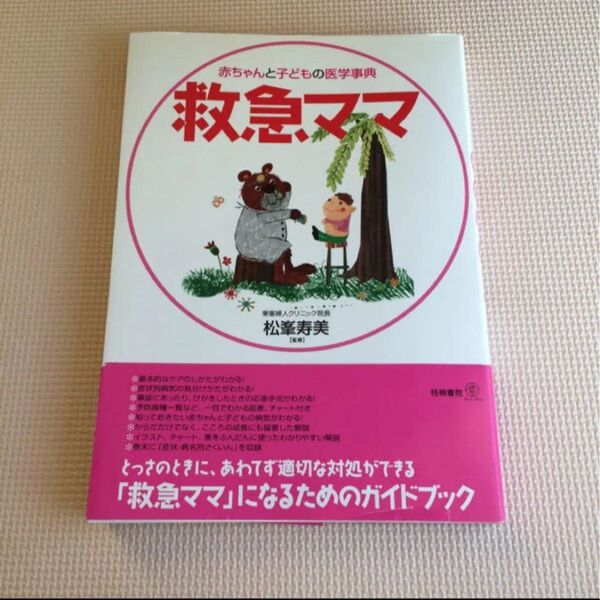 赤ちゃんと子どもの医学事典
救急ママ
東峯婦人クリニック院長
松峯寿美
【監修】
❋基本的なケアのしかたがわかる!
❋症状別病気の見分けかたがわかる!
❋事故にあったり、けがをしたときの応急手当がわかる!
❋予防接種一覧など、一目でわかる図表、チャート付き
❋知っておきたい赤ちゃんと子どもの病気がわかる!
❋からだだけでなく、こころの成長にも留意した解説
❋イラスト、チャート、表をふんだんに使ったわかりやすい解説
❋巻末に「症状・病名別さくいん」を収録
梧桐書院
とっさのときに、あわてず適切な対処ができる
「救急ママ」になるためのガイドブック